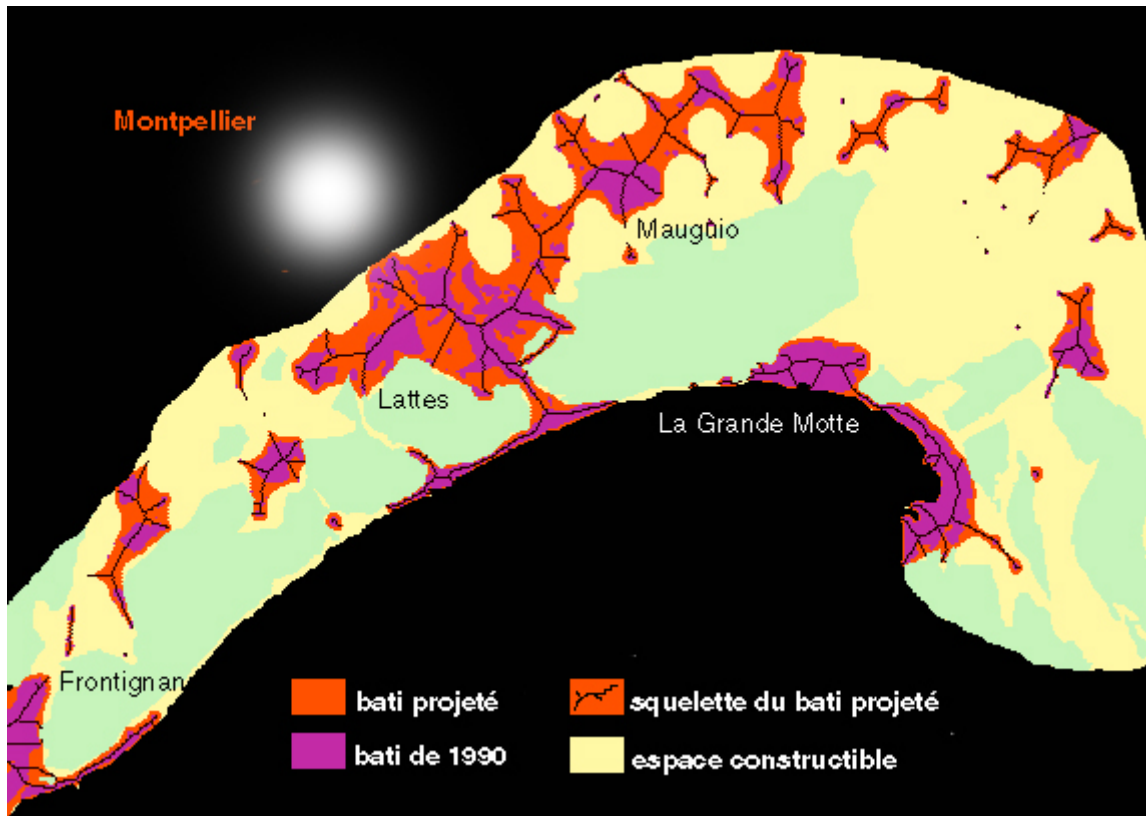 Montpellier
Mauguio
Lattes
La Grande Motte
Frontignan
bati projeté
squelette du bati projeté
bati de 1990
espace constructible